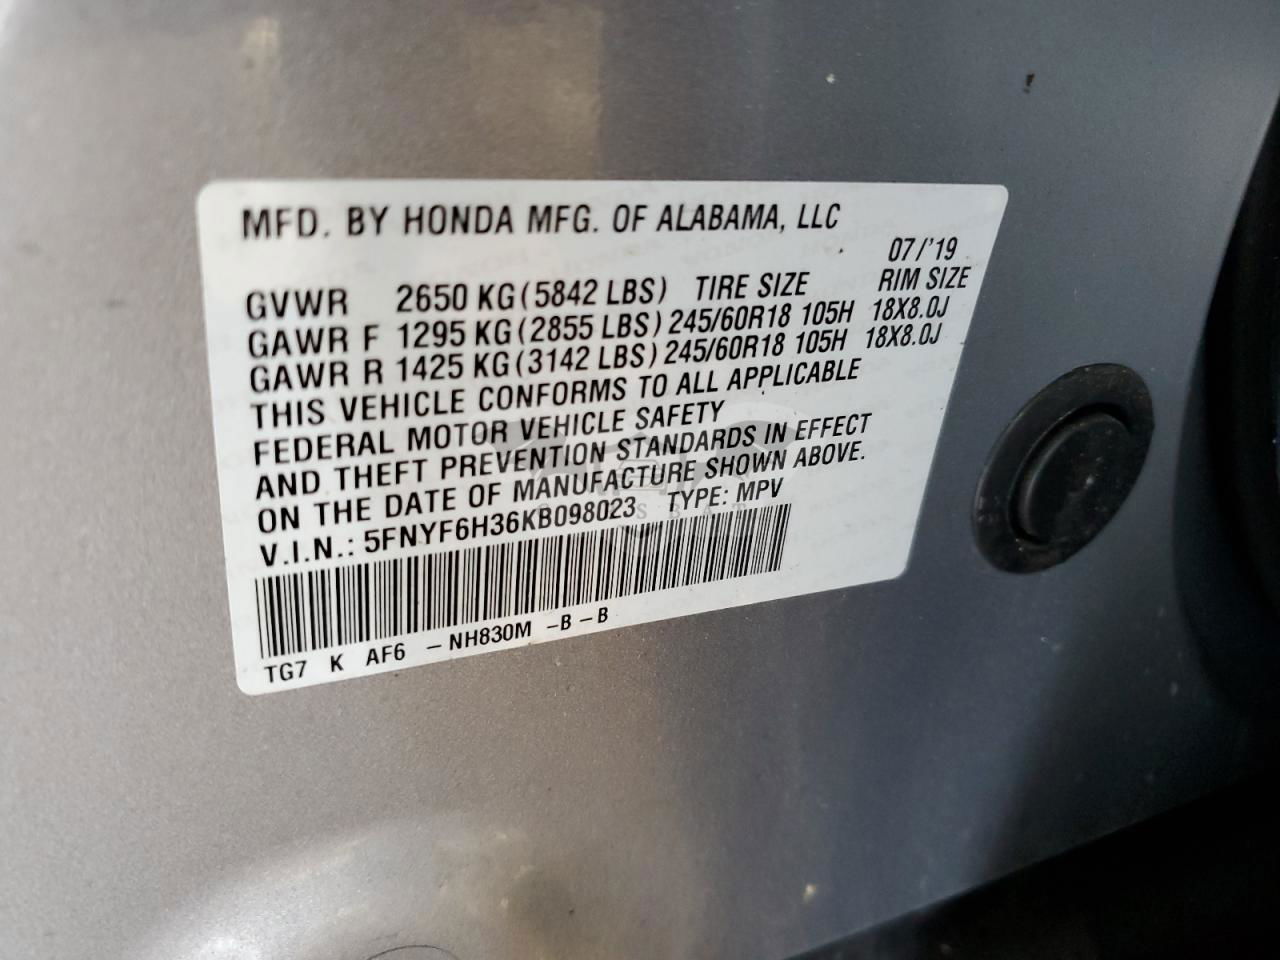 MFD. BY HONDA MFG. OF ALABAMA, LLC
07/'19
GVWR 2650 KG(5842 LBS) TIRE SIZE RIM SIZE
GAWR F 1295 KG(2855 LBS) 245/60R18 105H 18X8.0J
GAWR R 1425 KG(3142 LBS) 245/60R18 105H 18X8.0J
THIS VEHICLE CONFORMS TO ALL APPLICABLE
FEDERAL MOTOR VEHICLE SAFETY
AND THEFT PREVENTION STANDARDS IN EFFECT
ON THE DATE OF MANUFACTURE SHOWN ABOVE.
V.I.N.: 5FNYF6H36KB098023 TYPE: MPV
TG7 K AF6 -NH830M -B-B